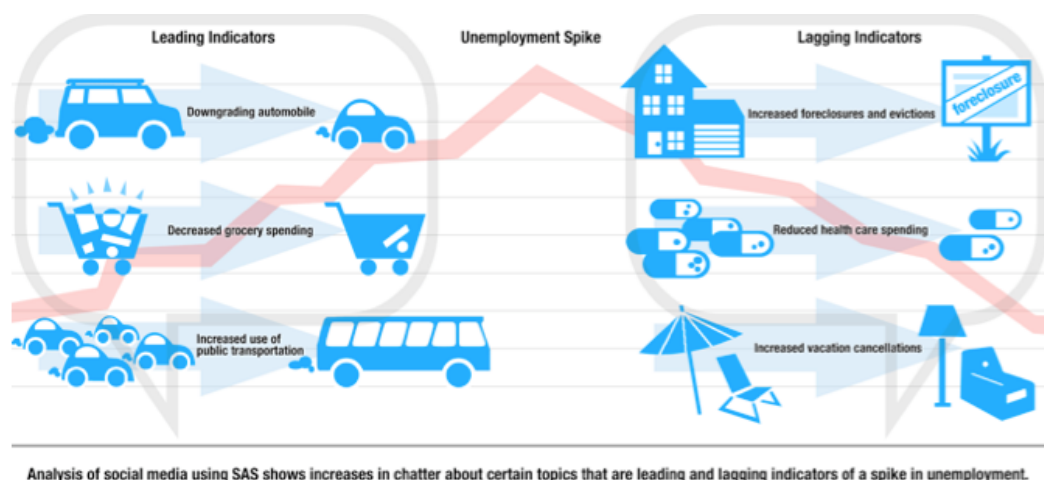 Leading Indicators
Unemployment Spike
Lagging Indicators
Downgrading automobile
Increased foreclosures and evictions
foreclosure
Decreased grocery spending
Reduced health care spending
Increased use of
public transportation
Increased vacation cancellations
Analysis of social media using SAS shows increases in chatter about certain topics that are leading and lagging indicators of a spike in unemployment.